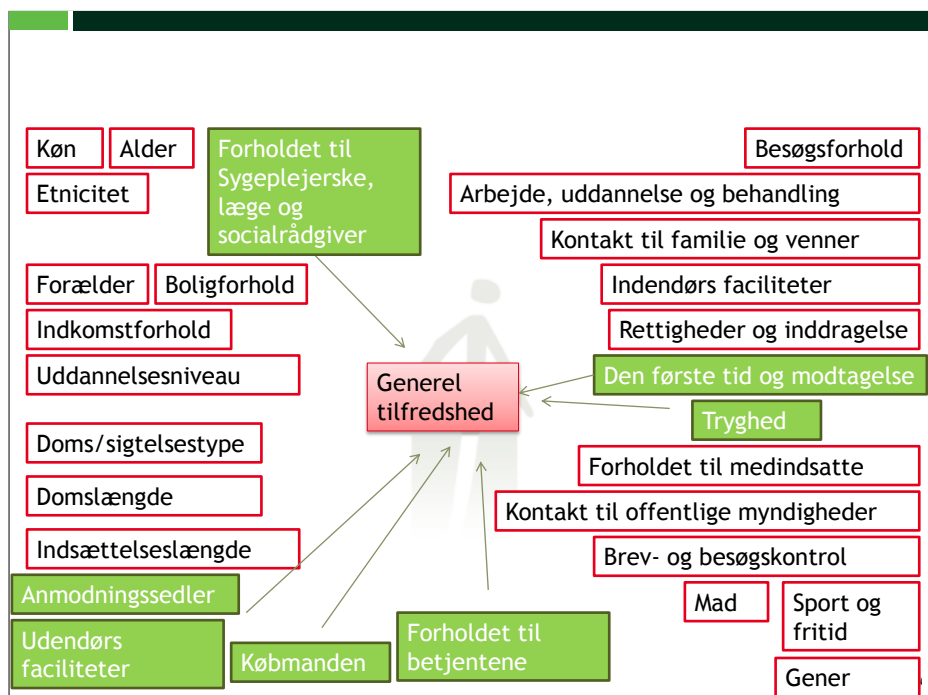 Køn
Alder
Etnicitet
Forholdet til
Sygeplejerske,
læge og
socialrådgiver
Forælder
Boligforhold
Indkomstforhold
Uddannelsesniveau
Doms/sigtelsestype
Domslængde
Indsættelseslængde
Anmodningssedler
Udendørs
faciliteter
Købmanden
Forholdet til
betjentene
Generel
tilfredshed
Besøgsforhold
Arbejde, uddannelse og behandling
Kontakt til familie og venner
Indendørs faciliteter
Rettigheder og inddragelse
Den første tid og modtagelse
Tryghed
Forholdet til medindsatte
Kontakt til offentlige myndigheder
Brev- og besøgskontrol
Mad
Sport og
fritid
Gener